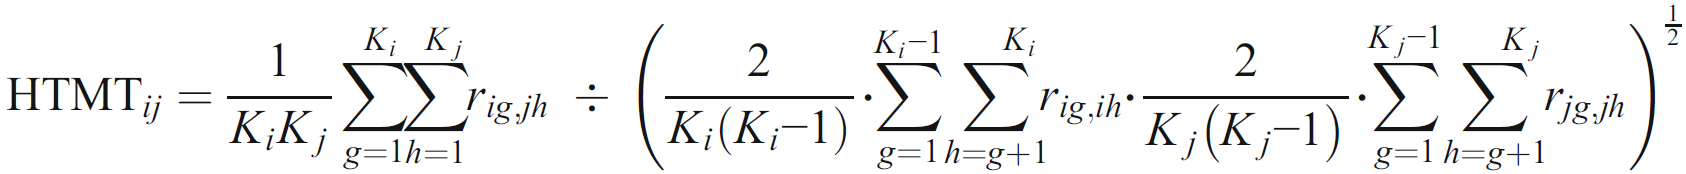 HTMT_{ij} = \frac{1}{K_i K_j} \sum_{g=1}^{K_i} \sum_{h=1}^{K_j} r_{ig,jh} \div \left( \frac{2}{K_i(K_i-1)} \cdot \sum_{g=1}^{K_i-1} \sum_{h=g+1}^{K_i} r_{ig,ih} \cdot \frac{2}{K_j(K_j-1)} \cdot \sum_{g=1}^{K_j-1} \sum_{h=g+1}^{K_j} r_{jg,jh} \right)^{\frac{1}{2}}